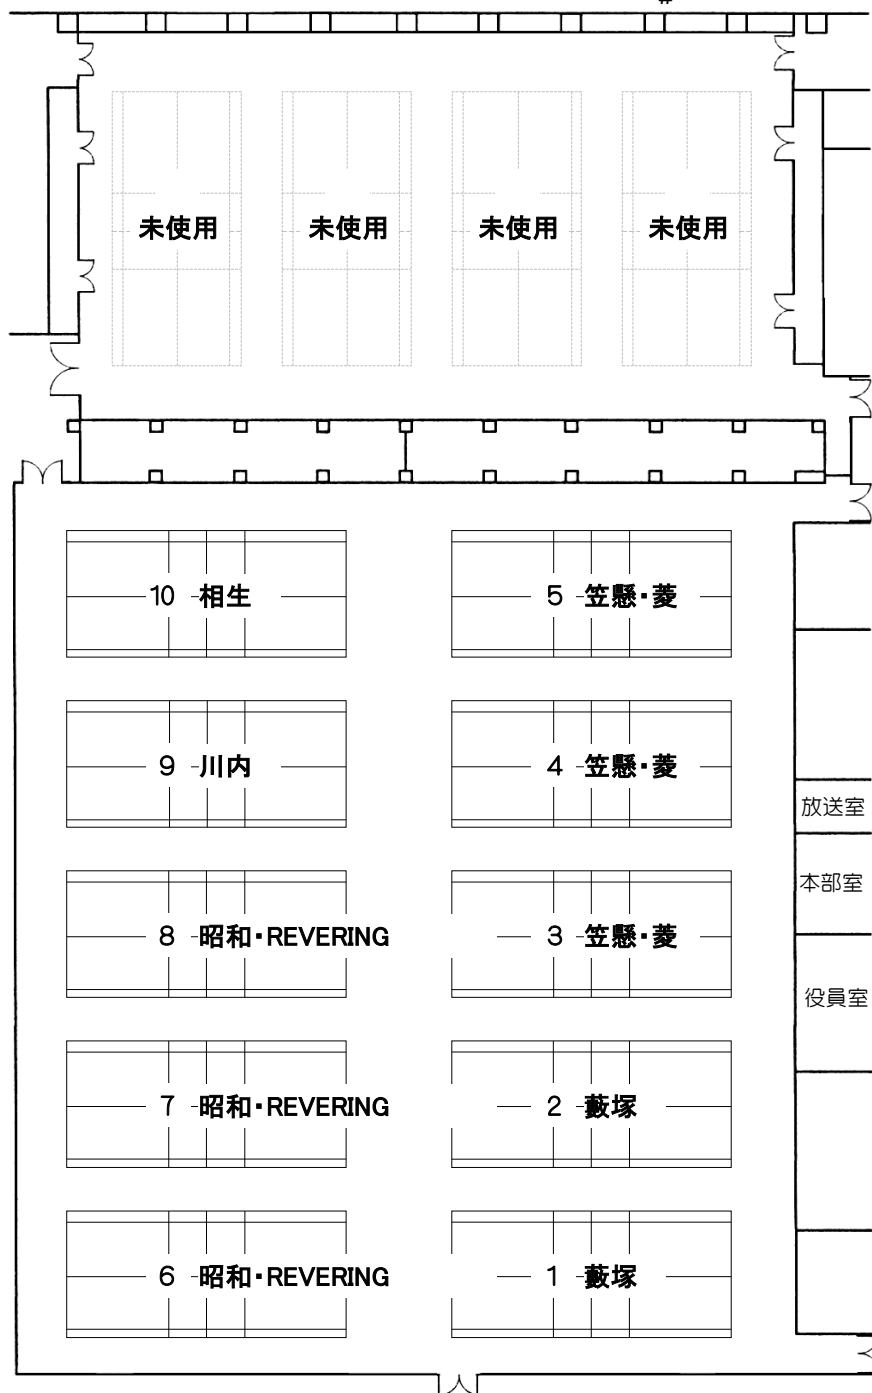 未使用 未使用 未使用 未使用
10 相生
5 笠懸・菱
9 川内
4 笠懸・菱
放送室
8 昭和・REVERING
3 笠懸・菱
本部室
役員室
7 昭和・REVERING
2 藪塚
6 昭和・REVERING
1 藪塚